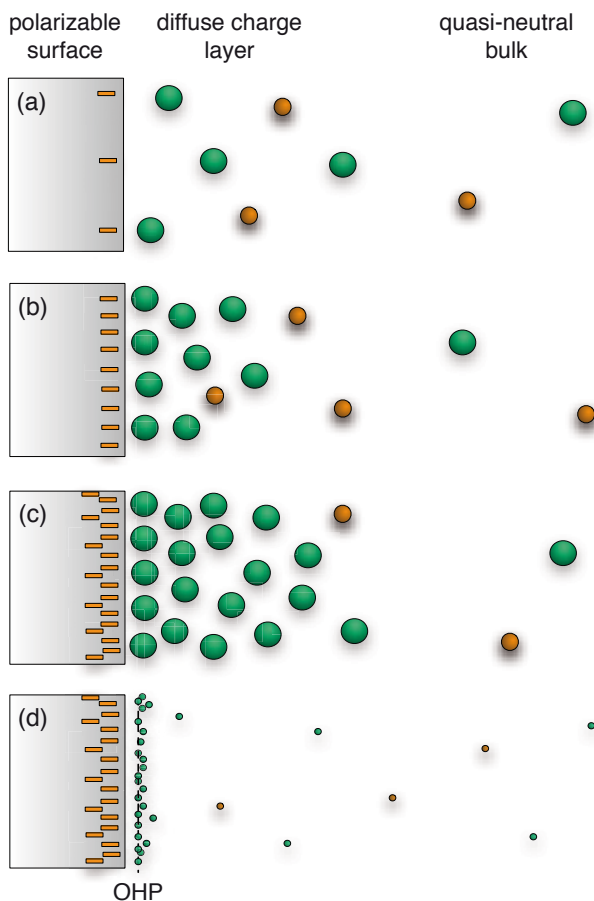 polarizable
surface
diffuse charge
layer
quasi-neutral
bulk
(a)
(b)
(c)
(d)
OHP